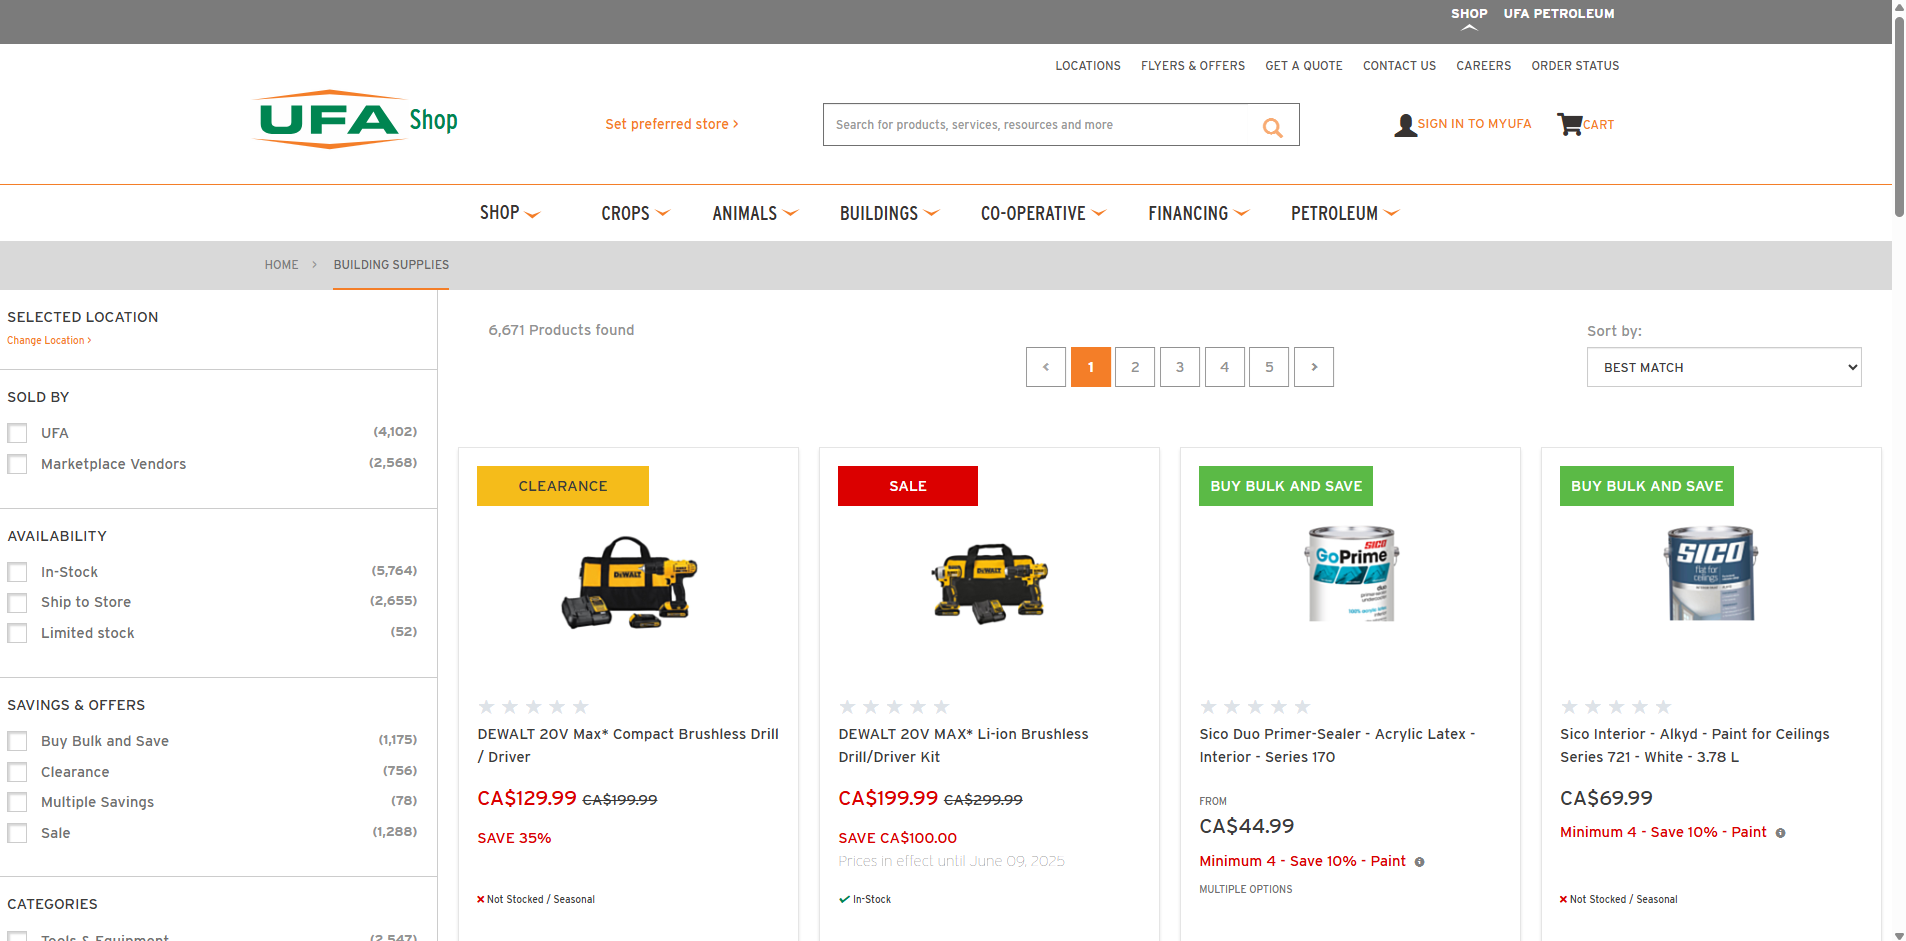 SHOP
UFA PETROLEUM
LOCATIONS
FLYERS & OFFERS
GET A QUOTE
CONTACT US
CAREERS
ORDER STATUS
UFA Shop
Set preferred store >
Search for products, services, resources and more
SIGN IN TO MYUFA
CART
SHOP
CROPS
ANIMALS
BUILDINGS
CO-OPERATIVE
FINANCING
PETROLEUM
HOME > BUILDING SUPPLIES
SELECTED LOCATION
Change Location >
SOLD BY
UFA (4,102)
Marketplace Vendors (2,568)
AVAILABILITY
In-Stock (5,764)
Ship to Store (2,655)
Limited stock (52)
SAVINGS & OFFERS
Buy Bulk and Save (1,175)
Clearance (756)
Multiple Savings (78)
Sale (1,288)
CATEGORIES
Tools & Equipment (2,547)
6,671 Products found
< 1 2 3 4 5 >
Sort by:
BEST MATCH
CLEARANCE
DEWALT
DEWALT 20V Max* Compact Brushless Drill
/ Driver
CA$129.99 CA$199.99
SAVE 35%
Not Stocked / Seasonal
SALE
DEWALT
DEWALT 20V MAX* Li-ion Brushless
Drill/Driver Kit
CA$199.99 CA$299.99
SAVE CA$100.00
Prices in effect until June 09, 2025
In-Stock
BUY BULK AND SAVE
SICO
GoPrime
duo
Sico Duo Primer-Sealer - Acrylic Latex -
Interior - Series 170
FROM
CA$44.99
Minimum 4 - Save 10% - Paint
MULTIPLE OPTIONS
BUY BULK AND SAVE
SICO
flat for
ceilings
Sico Interior - Alkyd - Paint for Ceilings
Series 721 - White - 3.78 L
CA$69.99
Minimum 4 - Save 10% - Paint
Not Stocked / Seasonal